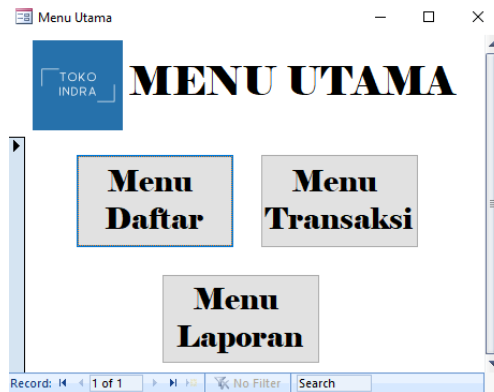 Menu Utama
TOKO
INDRA
MENU UTAMA
Menu
Daftar
Menu
Transaksi
Menu
Laporan
Record: 1 of 1 No Filter Search